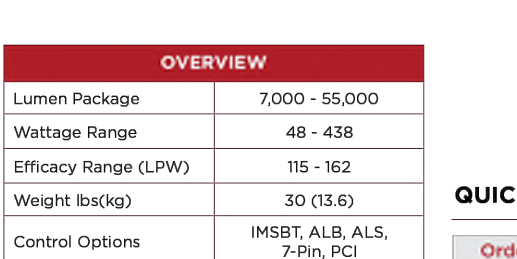 OVERVIEW
Lumen Package 7,000 - 55,000
Wattage Range 48 - 438
Efficacy Range (LPW) 115 - 162
Weight lbs(kg) 30 (13.6)
Control Options IMSBT, ALB, ALS,
7-Pin, PCI
QUIC
Orde